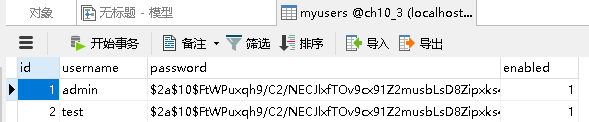 对象 无标题 - 模型 myusers @ch10_3 (localhost...
开始事务 备注 筛选 排序 导入 导出
id username password enabled
1 admin $2a$10$FtWPuxqh9/C2/NECJlxfTOv9cx91Z2musbLsD8Zipxks 1
2 test $2a$10$FtWPuxqh9/C2/NECJlxfTOv9cx91Z2musbLsD8Zipxks 1